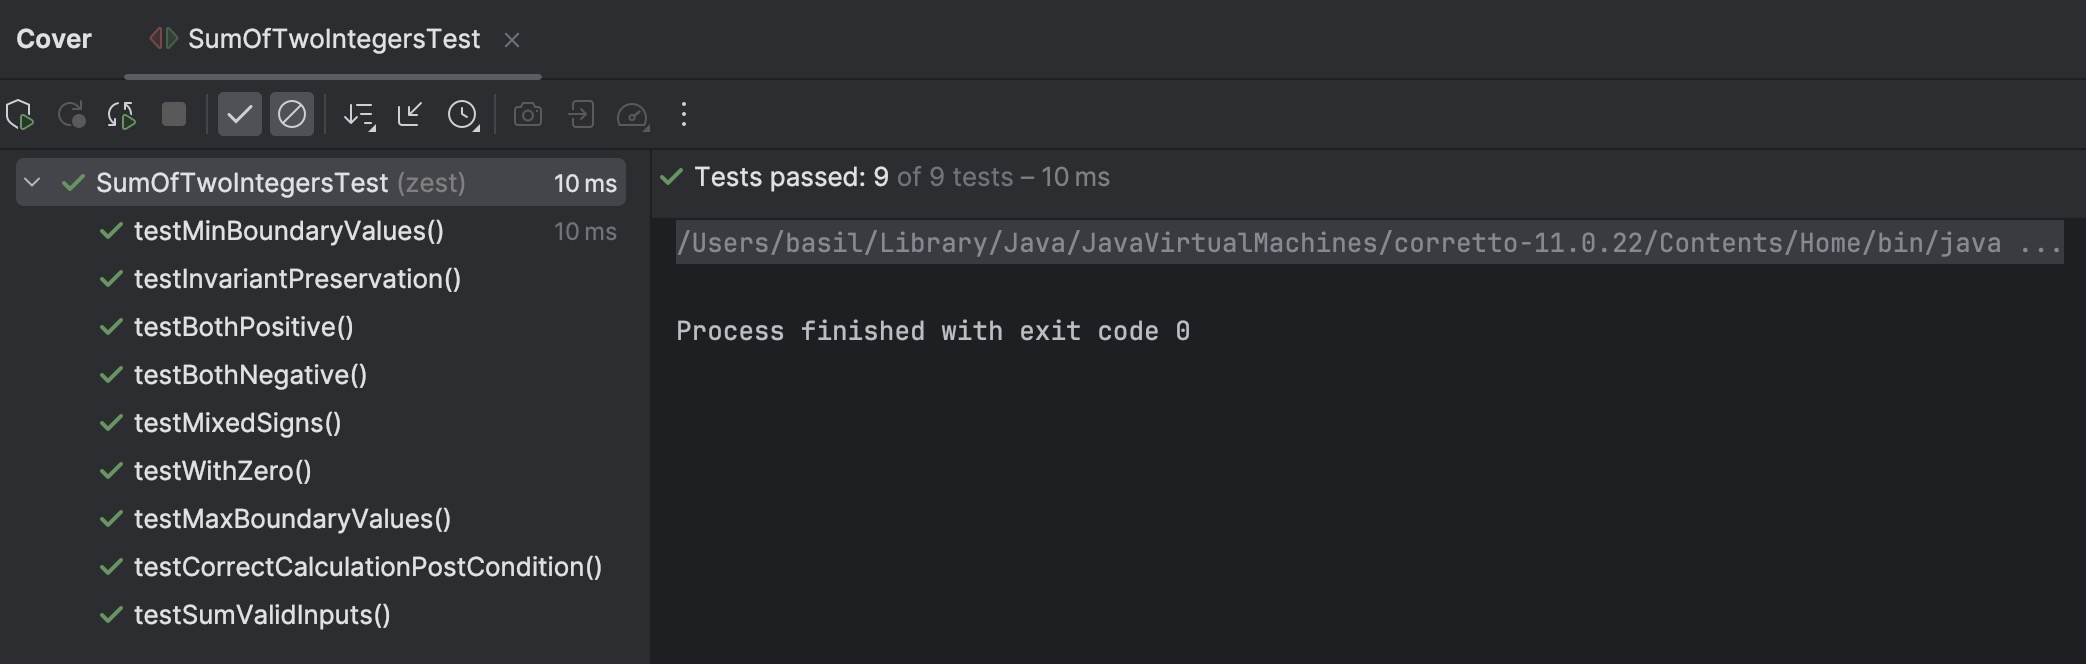 Cover SumOfTwoIntegersTest
SumOfTwoIntegersTest (zest) 10 ms
testMinBoundaryValues() 10 ms
testInvariantPreservation()
testBothPositive()
testBothNegative()
testMixedSigns()
testWithZero()
testMaxBoundaryValues()
testCorrectCalculationPostCondition()
testSumValidInputs()
Tests passed: 9 of 9 tests – 10 ms
/Users/basil/Library/Java/JavaVirtualMachines/corretto-11.0.22/Contents/Home/bin/java ...
Process finished with exit code 0